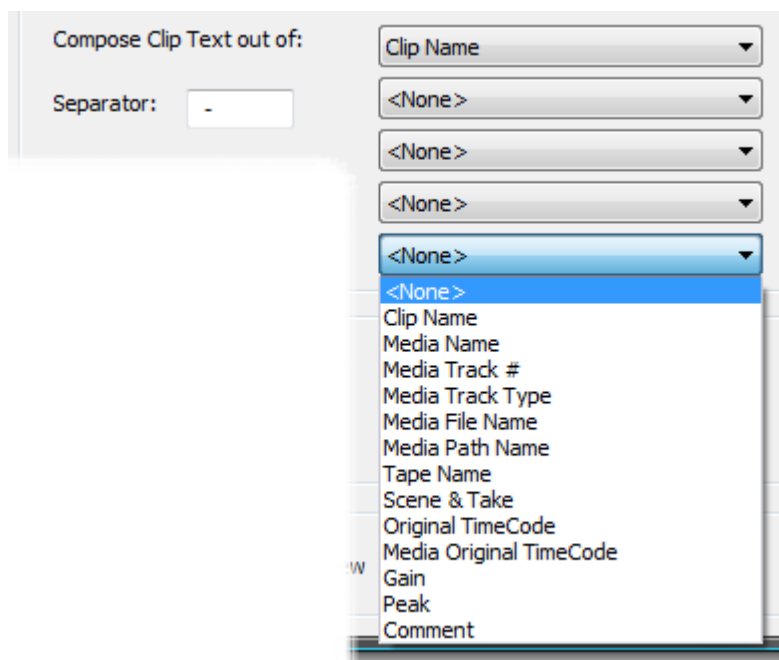 Compose Clip Text out of: Clip Name
Separator: - <None>
<None>
<None>
<None>
<None>
Clip Name
Media Name
Media Track #
Media Track Type
Media File Name
Media Path Name
Tape Name
Scene & Take
Original TimeCode
Media Original TimeCode
Gain
Peak
Comment